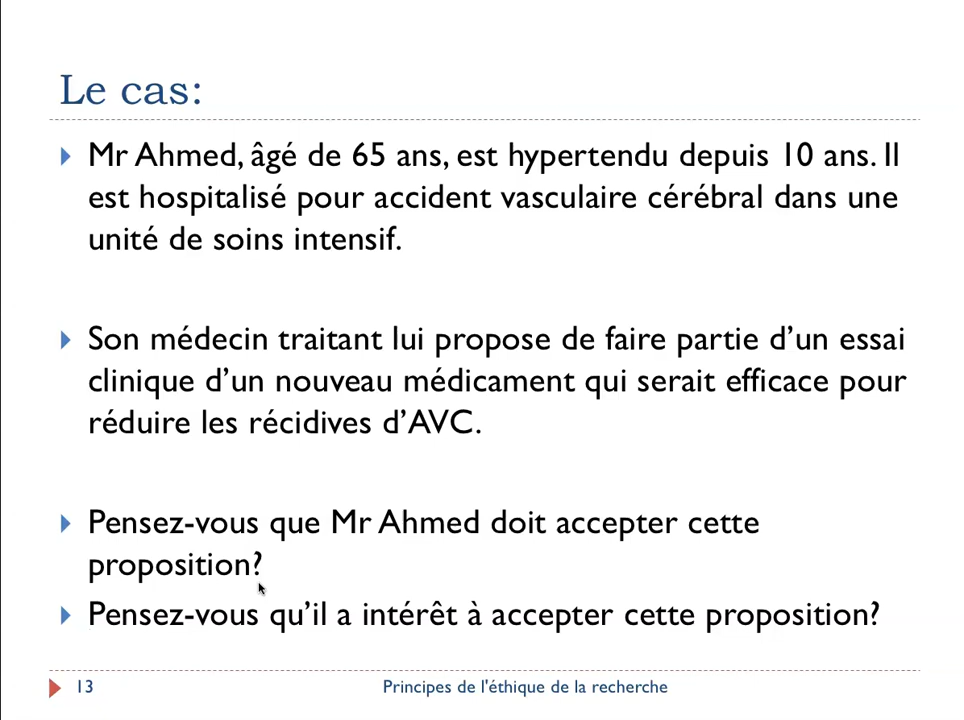 Le cas:
Mr Ahmed, âgé de 65 ans, est hypertendu depuis 10 ans. Il
est hospitalisé pour accident vasculaire cérébral dans une
unité de soins intensif.
Son médecin traitant lui propose de faire partie d’un essai
clinique d’un nouveau médicament qui serait efficace pour
réduire les récidives d’AVC.
Pensez-vous que Mr Ahmed doit accepter cette
proposition?
Pensez-vous qu’il a intérêt à accepter cette proposition?
13 Principes de l'éthique de la recherche